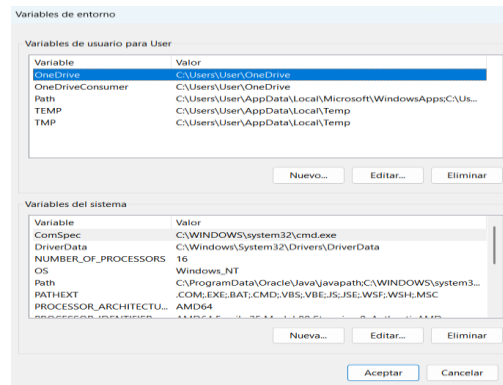 Variables de entorno
Variables de usuario para User
Variable Valor
OneDrive C:\Users\User\OneDrive
OneDriveConsumer C:\Users\User\OneDrive
Path C:\Users\User\AppData\Local\Microsoft\WindowsApps;C:\Us...
TEMP C:\Users\User\AppData\Local\Temp
TMP C:\Users\User\AppData\Local\Temp
Nuevo... Editar... Eliminar
Variables del sistema
Variable Valor
ComSpec C:\WINDOWS\system32\cmd.exe
DriverData C:\Windows\System32\Drivers\DriverData
NUMBER_OF_PROCESSORS 16
OS Windows_NT
Path C:\ProgramData\Oracle\Java\javapath;C:\WINDOWS\system3...
PATHEXT .COM;.EXE;.BAT;.CMD;.VBS;.VBE;.JS;.JSE;.WSF;.WSH;.MSC
PROCESSOR_ARCHITECTU... AMD64
Nueva... Editar... Eliminar
Aceptar Cancelar